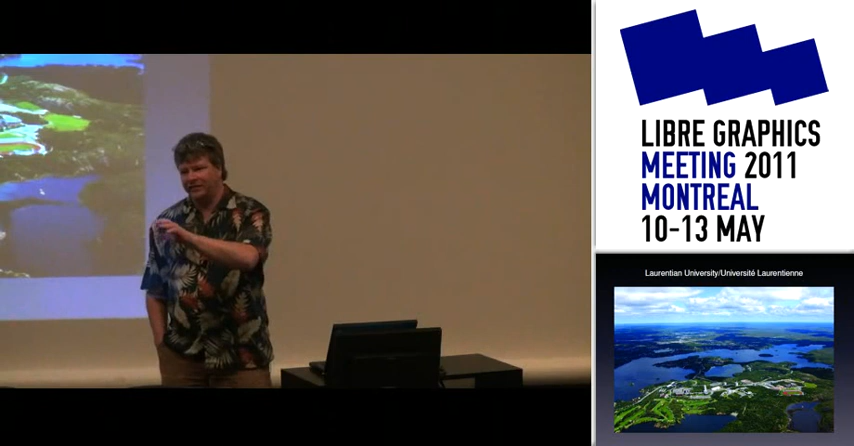 LIBRE GRAPHICS
MEETING 2011
MONTREAL
10-13 MAY
Laurentian University/Université Laurentienne